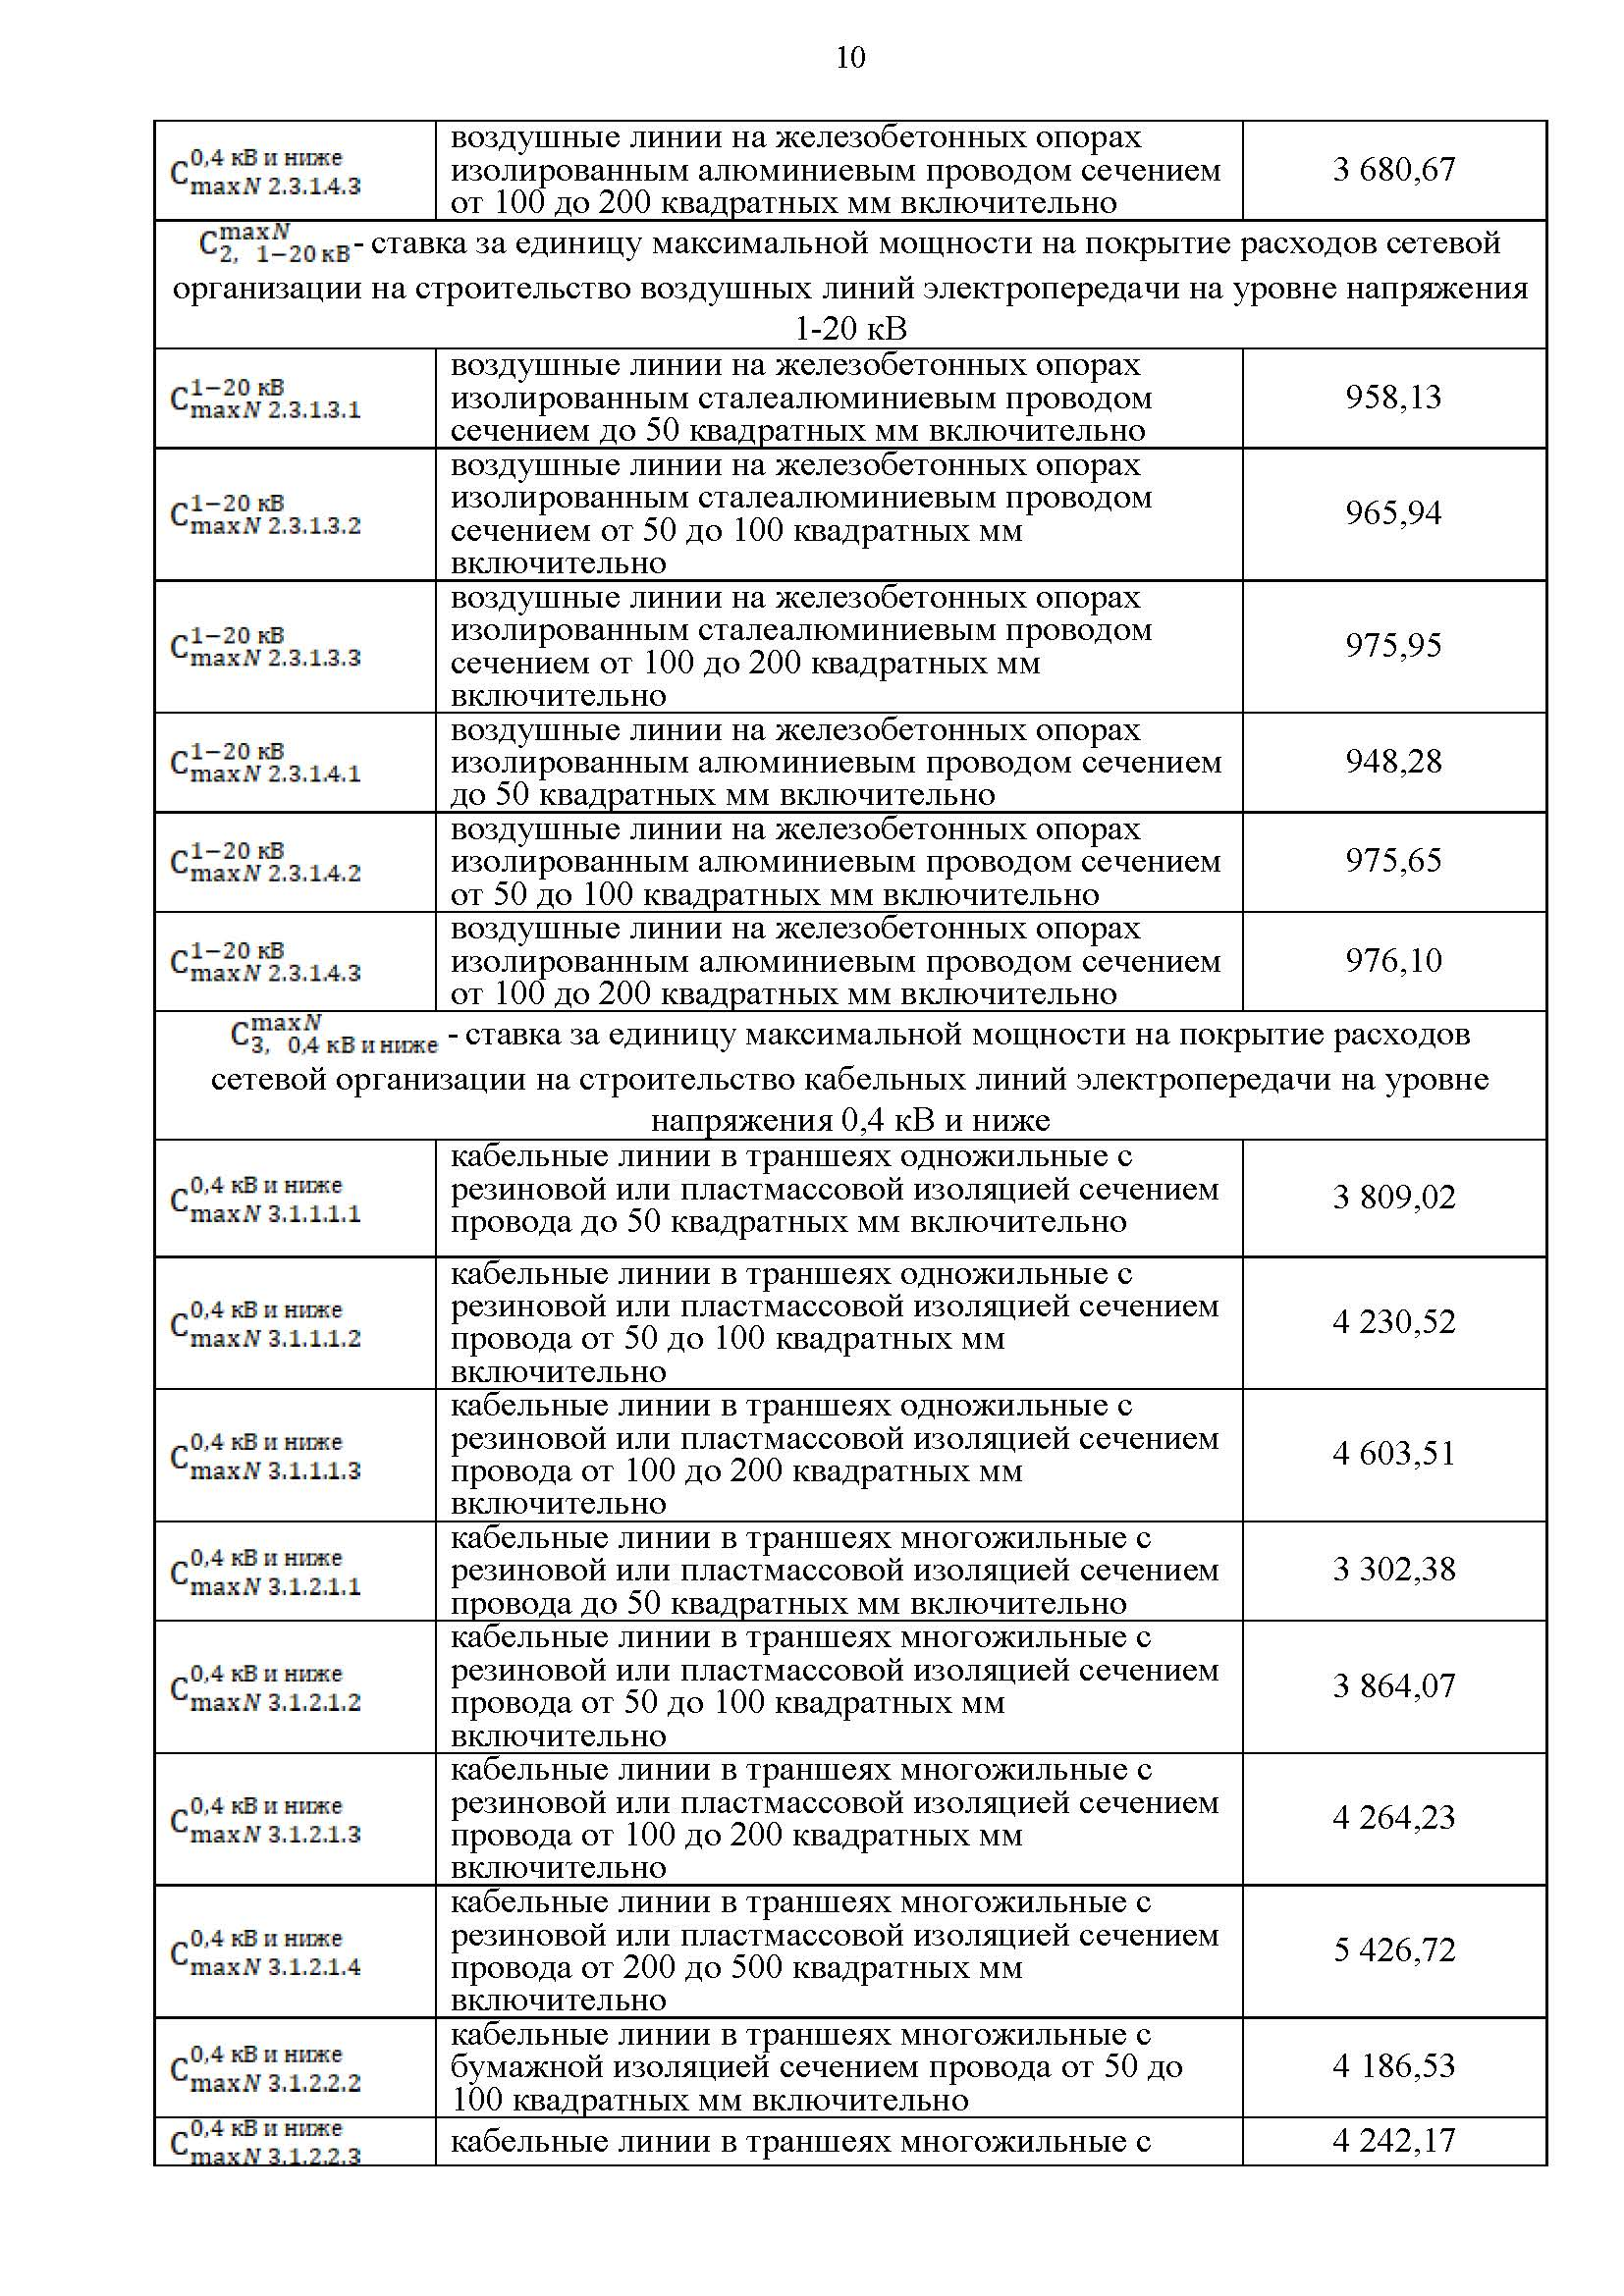 10
C 0,4 кВ и ниже maxN 2.3.1.4.3
воздушные линии на железобетонных опорах
изолированным алюминиевым проводом сечением
от 100 до 200 квадратных мм включительно
3 680,67
C maxN 2, 1−20 кВ - ставка за единицу максимальной мощности на покрытие расходов сетевой
организации на строительство воздушных линий электропередачи на уровне напряжения
1-20 кВ
C 1−20 кВ maxN 2.3.1.3.1
воздушные линии на железобетонных опорах
изолированным сталеалюминиевым проводом
сечением до 50 квадратных мм включительно
958,13
C 1−20 кВ maxN 2.3.1.3.2
воздушные линии на железобетонных опорах
изолированным сталеалюминиевым проводом
сечением от 50 до 100 квадратных мм
включительно
965,94
C 1−20 кВ maxN 2.3.1.3.3
воздушные линии на железобетонных опорах
изолированным сталеалюминиевым проводом
сечением от 100 до 200 квадратных мм
включительно
975,95
C 1−20 кВ maxN 2.3.1.4.1
воздушные линии на железобетонных опорах
изолированным алюминиевым проводом сечением
до 50 квадратных мм включительно
948,28
C 1−20 кВ maxN 2.3.1.4.2
воздушные линии на железобетонных опорах
изолированным алюминиевым проводом сечением
от 50 до 100 квадратных мм включительно
975,65
C 1−20 кВ maxN 2.3.1.4.3
воздушные линии на железобетонных опорах
изолированным алюминиевым проводом сечением
от 100 до 200 квадратных мм включительно
976,10
C maxN 3, 0,4 кВ и ниже - ставка за единицу максимальной мощности на покрытие расходов
сетевой организации на строительство кабельных линий электропередачи на уровне
напряжения 0,4 кВ и ниже
C 0,4 кВ и ниже maxN 3.1.1.1.1
кабельные линии в траншеях одножильные с
резиновой или пластмассовой изоляцией сечением
провода до 50 квадратных мм включительно
3 809,02
C 0,4 кВ и ниже maxN 3.1.1.1.2
кабельные линии в траншеях одножильные с
резиновой или пластмассовой изоляцией сечением
провода от 50 до 100 квадратных мм
включительно
4 230,52
C 0,4 кВ и ниже maxN 3.1.1.1.3
кабельные линии в траншеях одножильные с
резиновой или пластмассовой изоляцией сечением
провода от 100 до 200 квадратных мм
включительно
4 603,51
C 0,4 кВ и ниже maxN 3.1.2.1.1
кабельные линии в траншеях многожильные с
резиновой или пластмассовой изоляцией сечением
провода до 50 квадратных мм включительно
3 302,38
C 0,4 кВ и ниже maxN 3.1.2.1.2
кабельные линии в траншеях многожильные с
резиновой или пластмассовой изоляцией сечением
провода от 50 до 100 квадратных мм
включительно
3 864,07
C 0,4 кВ и ниже maxN 3.1.2.1.3
кабельные линии в траншеях многожильные с
резиновой или пластмассовой изоляцией сечением
провода от 100 до 200 квадратных мм
включительно
4 264,23
C 0,4 кВ и ниже maxN 3.1.2.1.4
кабельные линии в траншеях многожильные с
резиновой или пластмассовой изоляцией сечением
провода от 200 до 500 квадратных мм
включительно
5 426,72
C 0,4 кВ и ниже maxN 3.1.2.2.2
кабельные линии в траншеях многожильные с
бумажной изоляцией сечением провода от 50 до
100 квадратных мм включительно
4 186,53
C 0,4 кВ и ниже maxN 3.1.2.2.3
кабельные линии в траншеях многожильные с
4 242,17